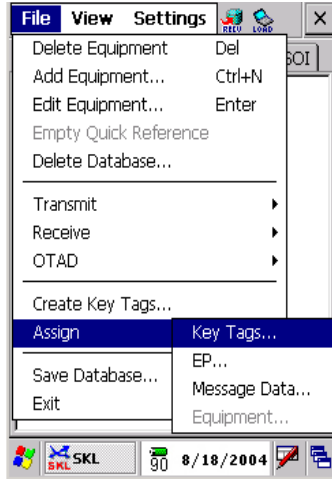 File View Settings RECV LOAD ×
SOI
Delete Equipment Del
Add Equipment... Ctrl+N
Edit Equipment... Enter
Empty Quick Reference
Delete Database...
Transmit
Receive
OTAD
Create Key Tags...
Assign
Key Tags...
EP...
Save Database...
Message Data...
Exit
Equipment...
SKL SKL 90 8/18/2004